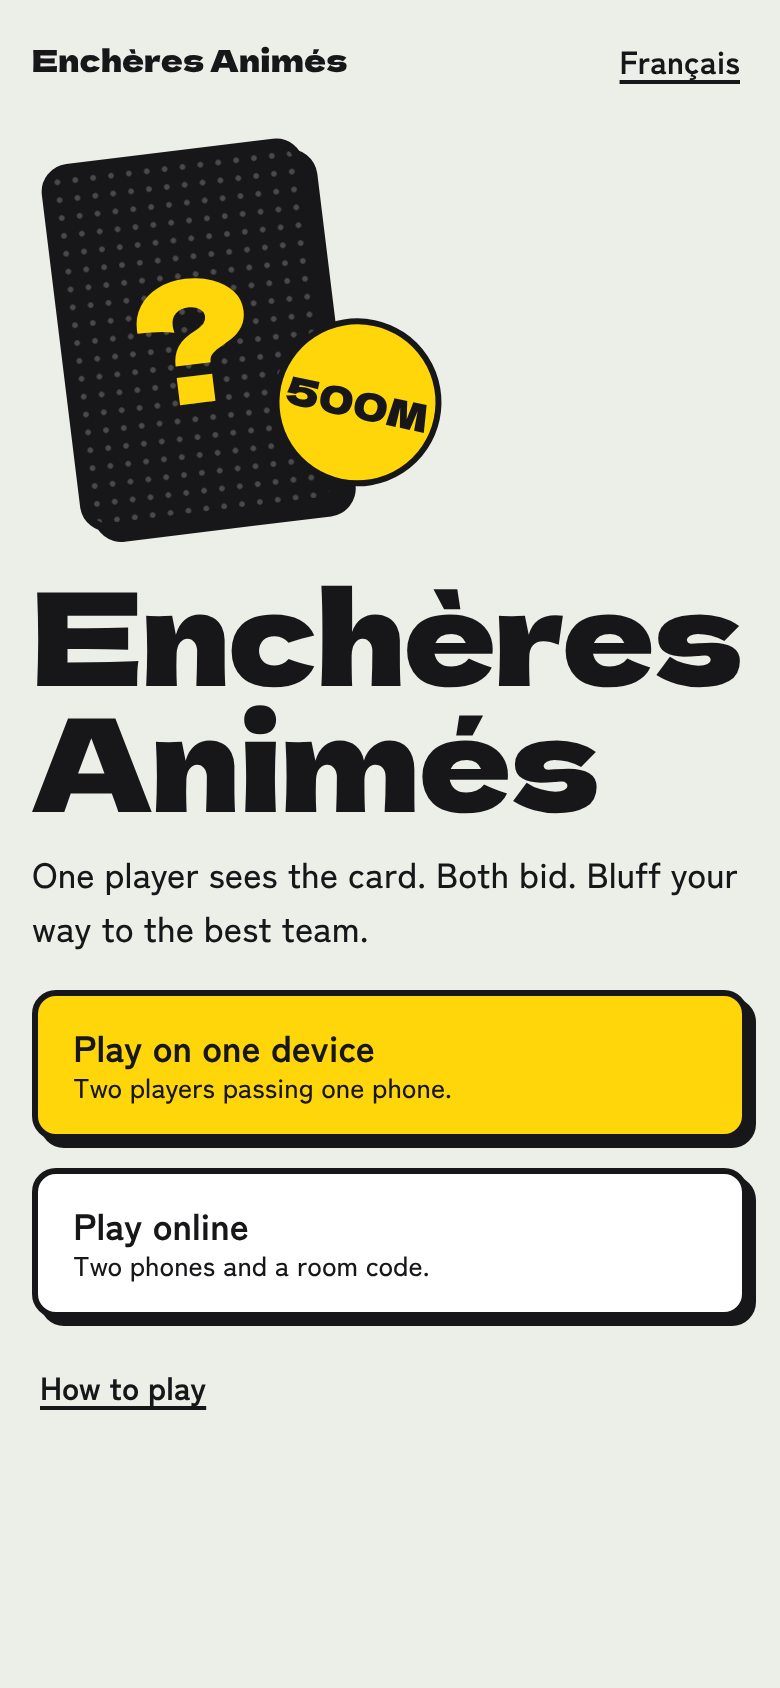 Enchères Animés
Français
?
500M
Enchères
Animés
One player sees the card. Both bid. Bluff your
way to the best team.
Play on one device
Two players passing one phone.
Play online
Two phones and a room code.
How to play